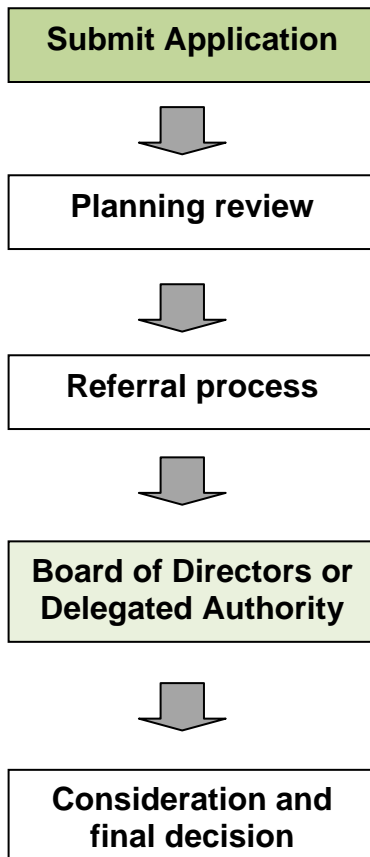 Submit Application
Planning review
Referral process
Board of Directors or
Delegated Authority
Consideration and
final decision